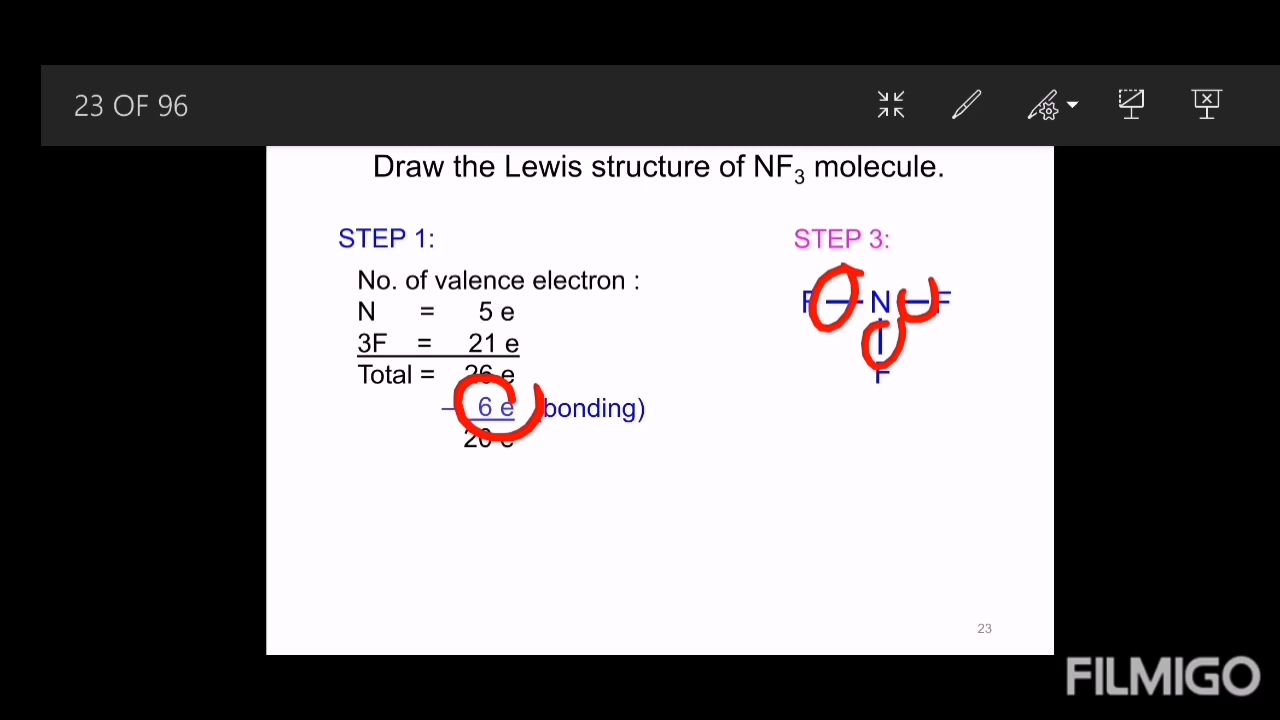 23 OF 96
Draw the Lewis structure of NF3 molecule.
STEP 1:
No. of valence electron :
N = 5 e
3F = 21 e
Total = 26 e
– 6 e (bonding)
20 e
STEP 3:
F – N – F
F
23
FILMIGO